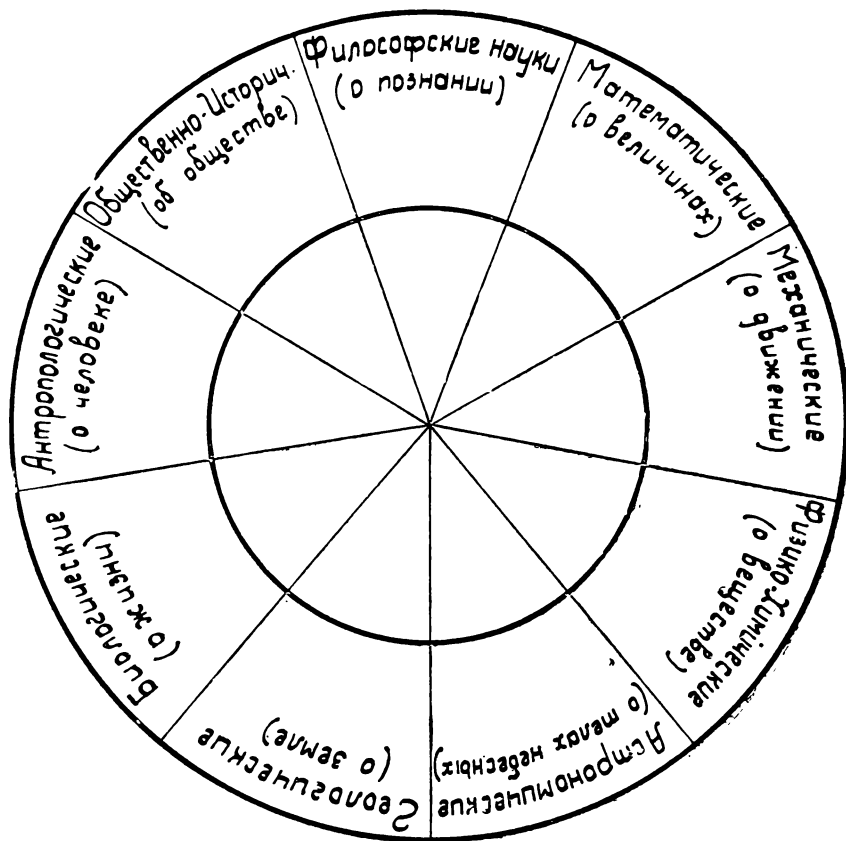 Философские науки
(о познании)
Математические
(о величинах)
Механические
(о движении)
Физико-Химические
(о веществе)
Астрономические
(о телах небесных)
Геологические
(о земле)
Биологические
(о жизни)
Антропологические
(о человеке)
Общественно-Историч.
(об обществе)